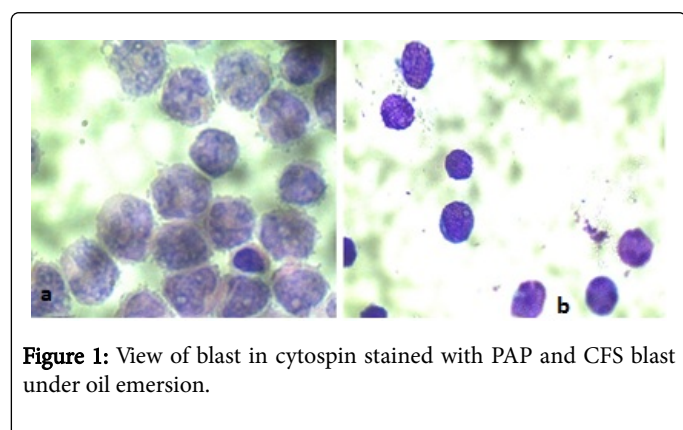 a
b
Figure 1: View of blast in cytospin stained with PAP and CFS blast
under oil emersion.